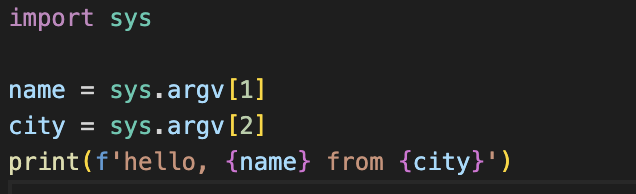 import sys

name = sys.argv[1]
city = sys.argv[2]
print(f'hello, {name} from {city}')